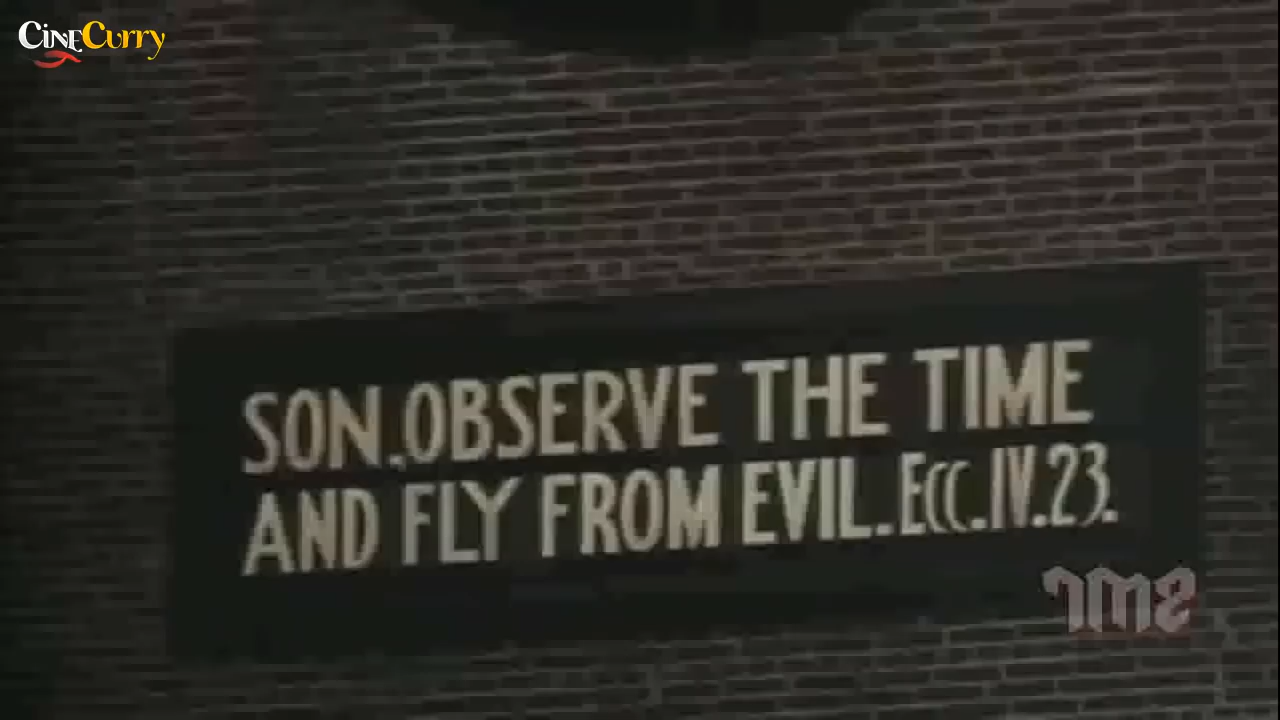 CINECURRY
SON, OBSERVE THE TIME
AND FLY FROM EVIL. ECC. IV. 23.